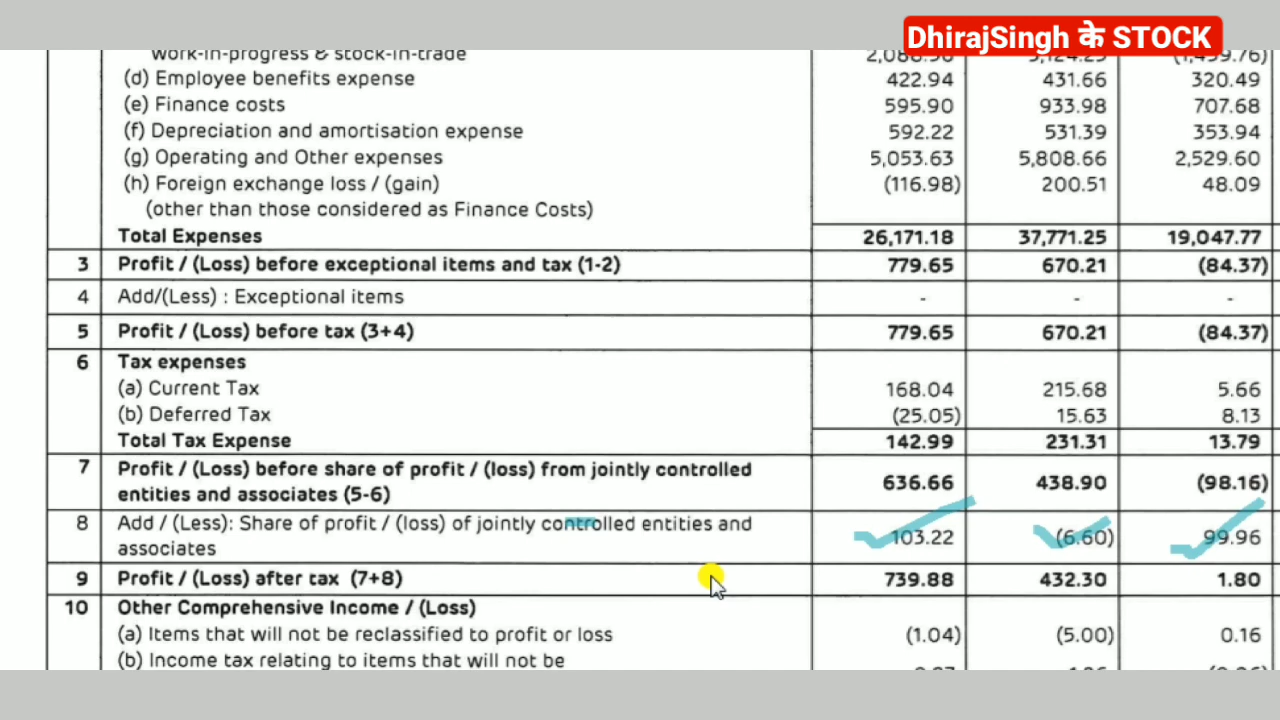 DhirajSingh के STOCK
work-in-progress & stock-in-trade
(d) Employee benefits expense 422.94 431.66 320.49
(e) Finance costs 595.90 933.98 707.68
(f) Depreciation and amortisation expense 592.22 531.39 353.94
(g) Operating and Other expenses 5,053.63 5,808.66 2,529.60
(h) Foreign exchange loss / (gain) (116.98) 200.51 48.09
(other than those considered as Finance Costs)
Total Expenses 26,171.18 37,771.25 19,047.77
3 Profit / (Loss) before exceptional items and tax (1-2) 779.65 670.21 (84.37)
4 Add/(Less) : Exceptional items - - -
5 Profit / (Loss) before tax (3+4) 779.65 670.21 (84.37)
6 Tax expenses
(a) Current Tax 168.04 215.68 5.66
(b) Deferred Tax (25.05) 15.63 8.13
Total Tax Expense 142.99 231.31 13.79
7 Profit / (Loss) before share of profit / (loss) from jointly controlled
entities and associates (5-6) 636.66 438.90 (98.16)
8 Add / (Less): Share of profit / (loss) of jointly controlled entities and
associates 103.22 (6.60) 99.96
9 Profit / (Loss) after tax (7+8) 739.88 432.30 1.80
10 Other Comprehensive Income / (Loss)
(a) Items that will not be reclassified to profit or loss (1.04) (5.00) 0.16
(b) Income tax relating to items that will not be